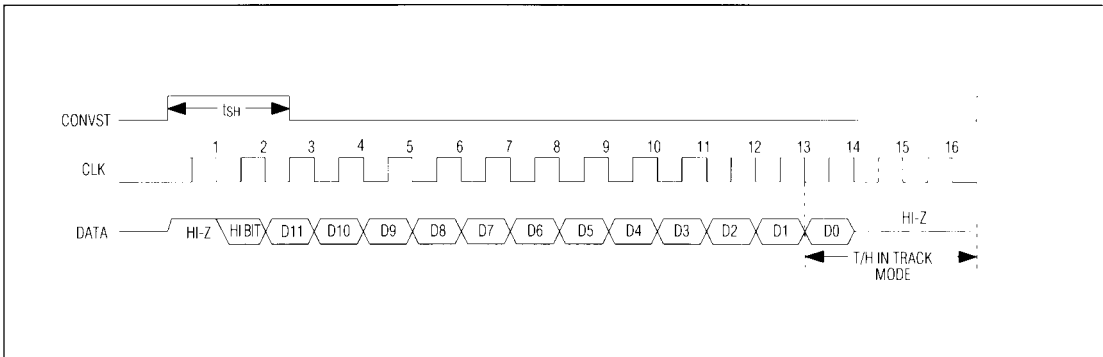 tSH
CONVST
1 2 3 4 5 6 7 8 9 10 11 12 13 14 15 16
CLK
HI-Z
DATA HI-Z HI BIT D11 D10 D9 D8 D7 D6 D5 D4 D3 D2 D1 D0
T/H IN TRACK
MODE